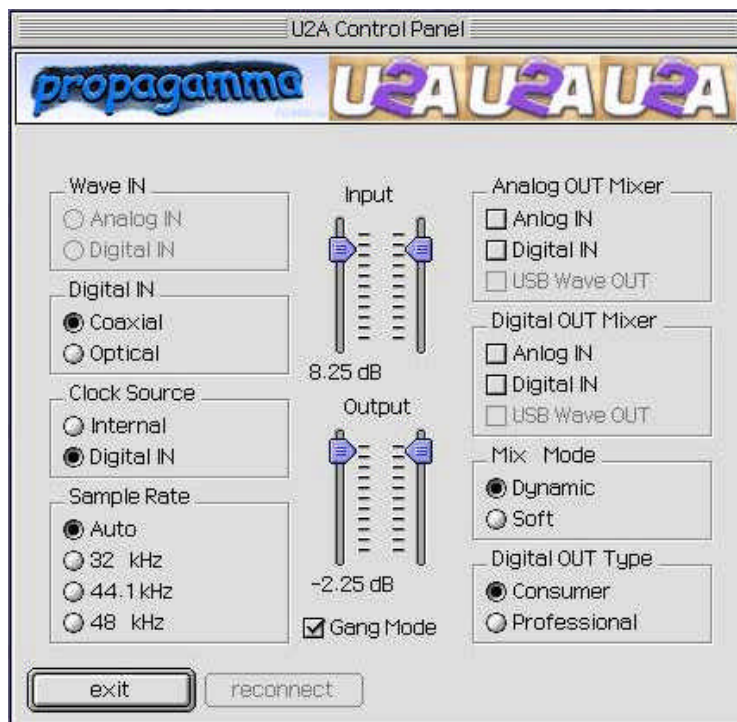 U2A Control Panel
propagamma U2A U2A U2A
Wave IN
Analog IN
Digital IN
Digital IN
Coaxial
Optical
Clock Source
Internal
Digital IN
Sample Rate
Auto
32 kHz
44.1 kHz
48 kHz
Input
8.25 dB
Output
-2.25 dB
Gang Mode
Analog OUT Mixer
Anlog IN
Digital IN
USB Wave OUT
Digital OUT Mixer
Anlog IN
Digital IN
USB Wave OUT
Mix Mode
Dynamic
Soft
Digital OUT Type
Consumer
Professional
exit
reconnect